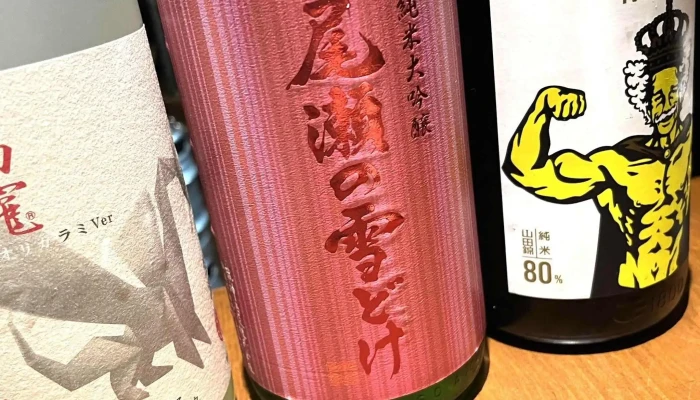 オリガラミVer
純米大吟醸
尾瀬の雪どけ
純米
山田錦
80%